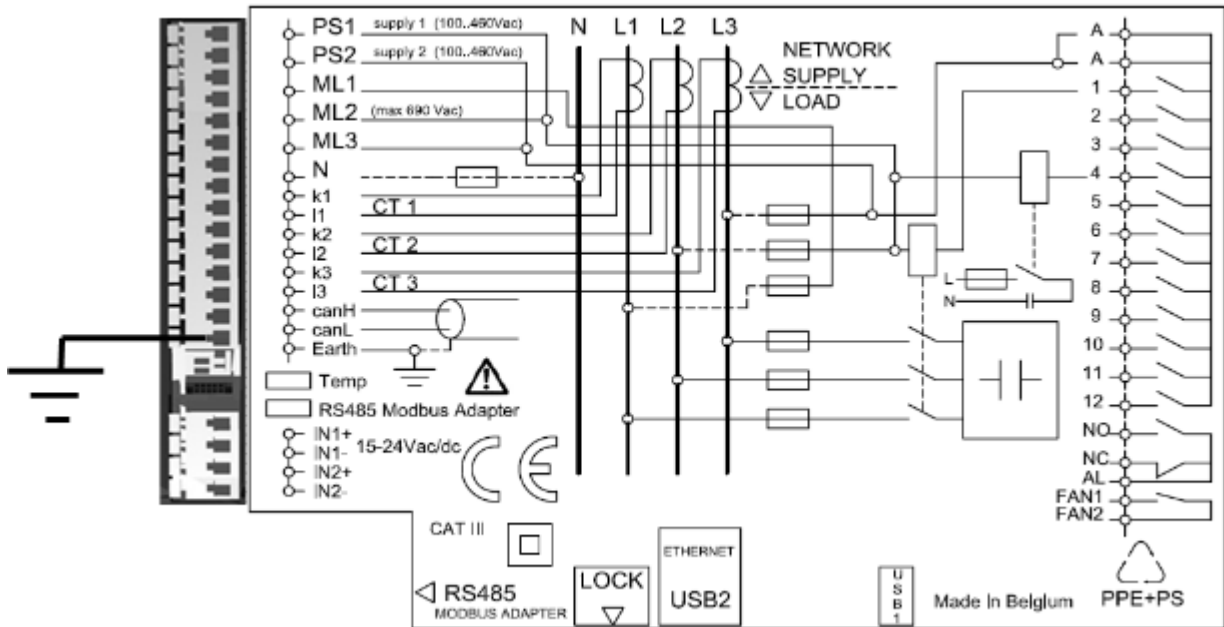 PS1 supply 1 (100..460Vac)
PS2 supply 2 (100..460Vac)
ML1
ML2 (max 690 Vac)
ML3
N
k1
l1 CT 1
k2
l2 CT 2
k3
l3 CT 3
canH
canL
Earth
Temp
RS485 Modbus Adapter
IN1+
IN1- 15-24Vac/dc
IN2+
IN2-
N L1 L2 L3
NETWORK
SUPPLY
LOAD
L
N
A
A
1
2
3
4
5
6
7
8
9
10
11
12
NO
NC
AL
FAN1
FAN2
CE
CAT III
RS485
MODBUS ADAPTER
LOCK
ETHERNET
USB2
USB1
Made In Belgium
PPE+PS